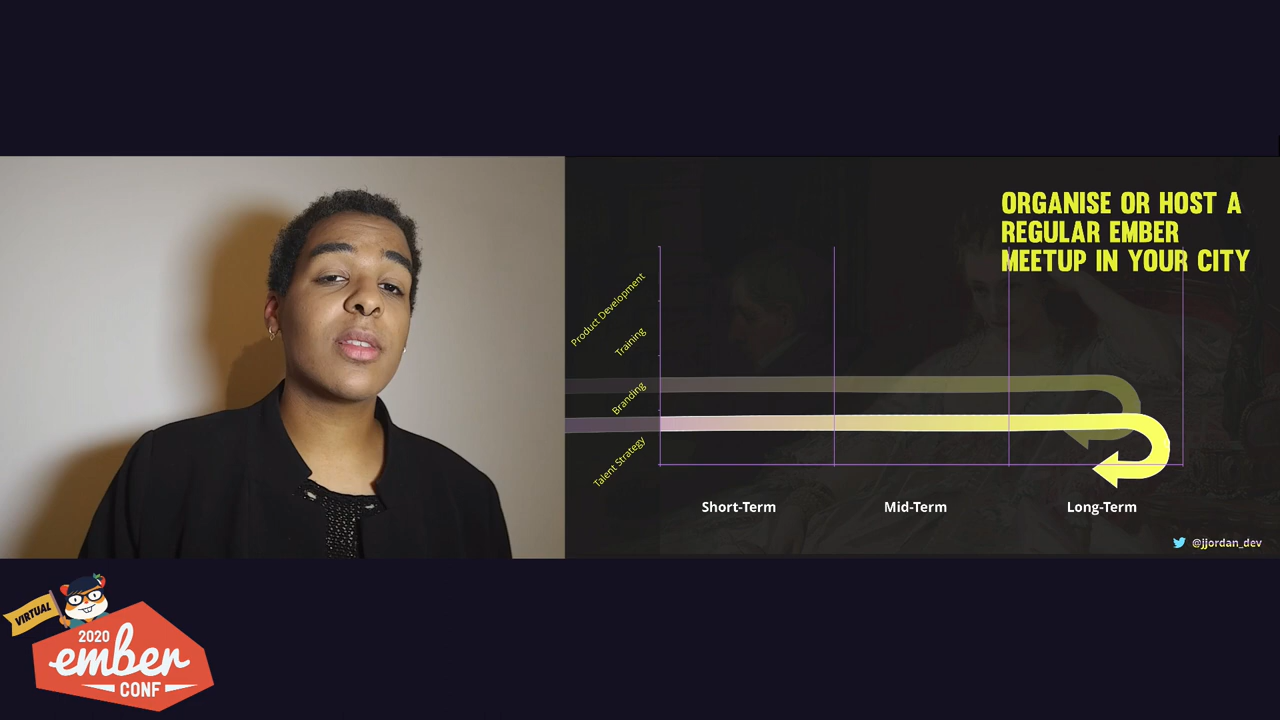 ORGANISE OR HOST A
REGULAR EMBER
MEETUP IN YOUR CITY
Product Development
Training
Branding
Talent Strategy
Short-Term
Mid-Term
Long-Term
@jjordan_dev
VIRTUAL
2020
ember
CONF